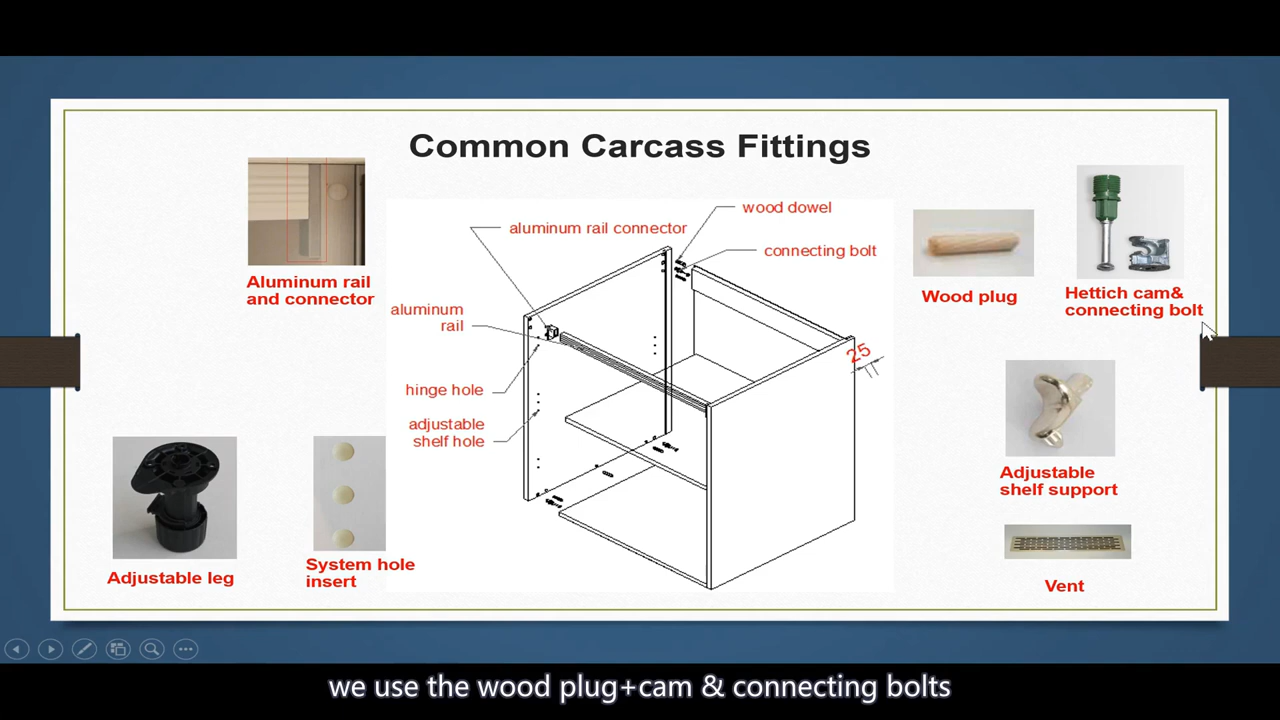 Common Carcass Fittings
wood dowel
aluminum rail connector
connecting bolt
Aluminum rail
and connector
Wood plug
Hettich cam&
connecting bolt
aluminum
rail
25
hinge hole
adjustable
shelf hole
Adjustable
shelf support
Adjustable leg
System hole
insert
Vent
we use the wood plug+cam & connecting bolts